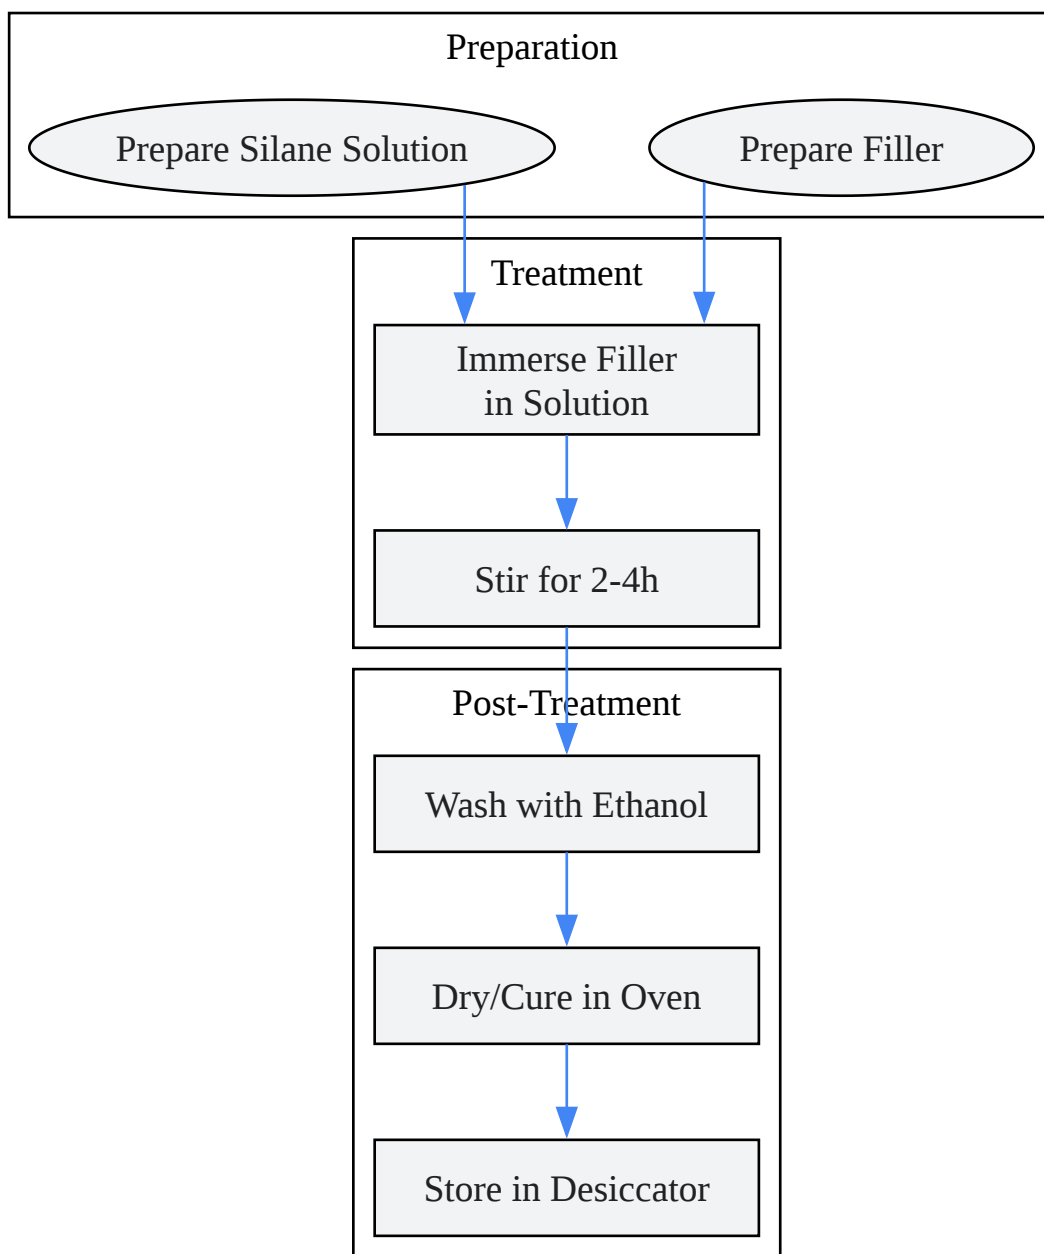 Preparation
Prepare Silane Solution
Prepare Filler
Treatment
Immerse Filler
in Solution
Stir for 2-4h
Post-Treatment
Wash with Ethanol
Dry/Cure in Oven
Store in Desiccator